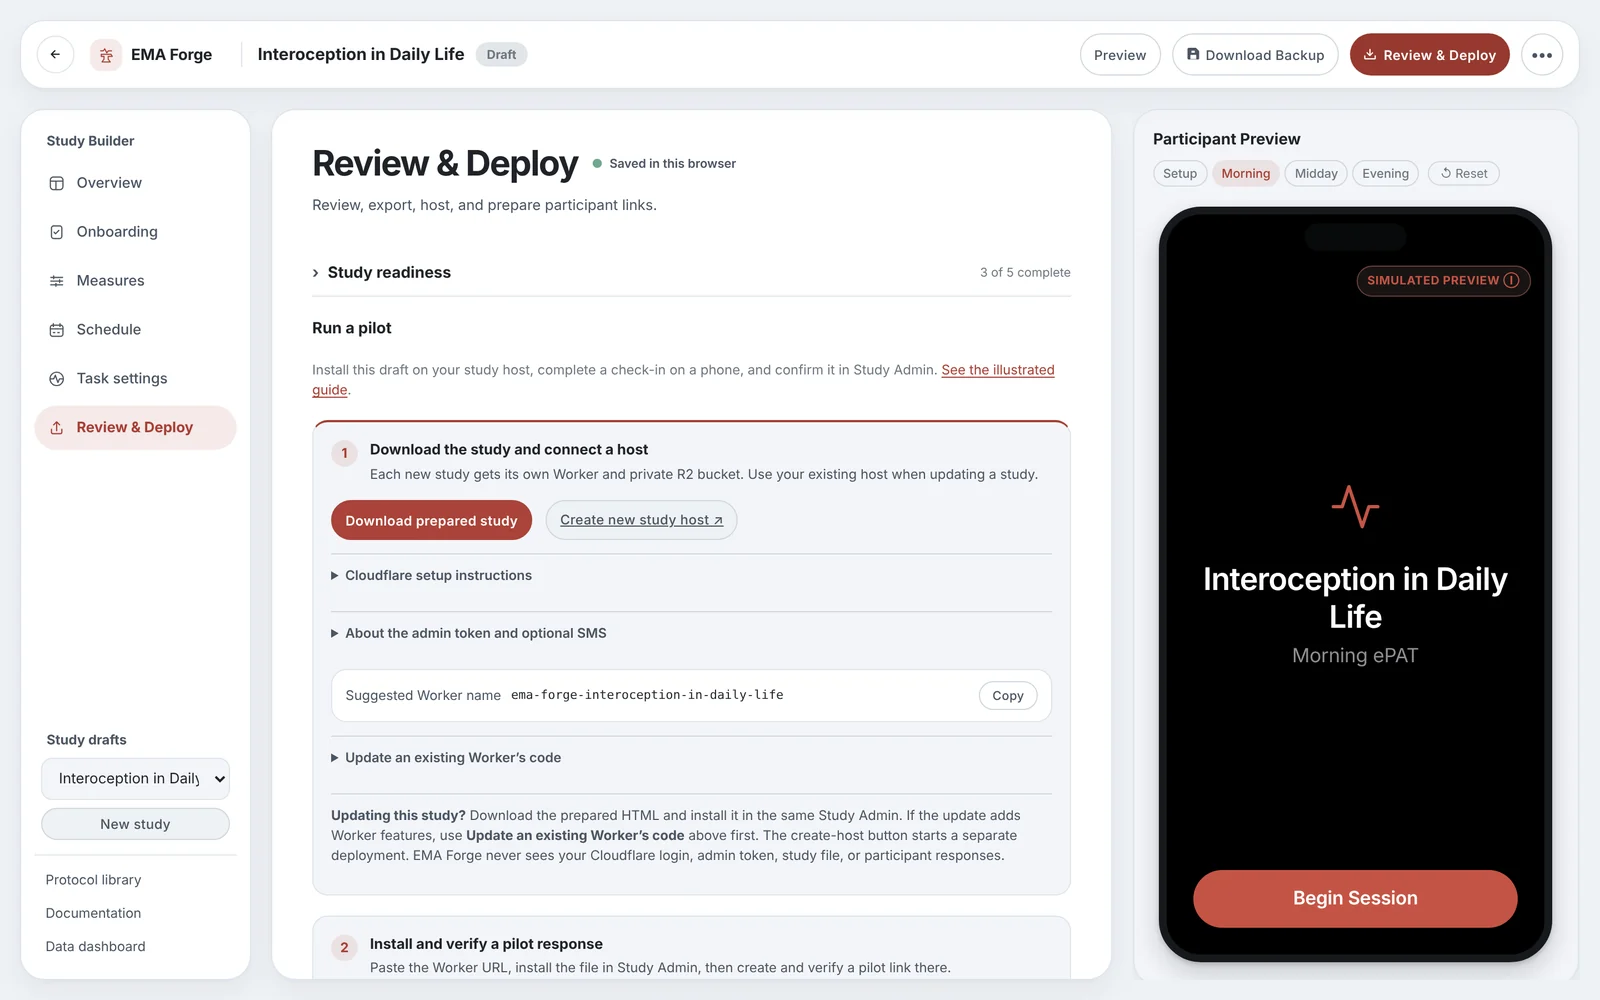 EMA Forge
Interoception in Daily Life
Draft
Preview
Download Backup
Review & Deploy
Study Builder
Overview
Onboarding
Measures
Schedule
Task settings
Review & Deploy
Study drafts
Interoception in Daily
New study
Protocol library
Documentation
Data dashboard
Review & Deploy
Saved in this browser
Review, export, host, and prepare participant links.
Study readiness
3 of 5 complete
Run a pilot
Install this draft on your study host, complete a check-in on a phone, and confirm it in Study Admin. See the illustrated
guide.
1
Download the study and connect a host
Each new study gets its own Worker and private R2 bucket. Use your existing host when updating a study.
Download prepared study
Create new study host ↗
Cloudflare setup instructions
About the admin token and optional SMS
Suggested Worker name ema-forge-interoception-in-daily-life
Copy
Update an existing Worker’s code
Updating this study? Download the prepared HTML and install it in the same Study Admin. If the update adds
Worker features, use Update an existing Worker’s code above first. The create-host button starts a separate
deployment. EMA Forge never sees your Cloudflare login, admin token, study file, or participant responses.
2
Install and verify a pilot response
Paste the Worker URL, install the file in Study Admin, then create and verify a pilot link there.
Participant Preview
Setup
Morning
Midday
Evening
Reset
SIMULATED PREVIEW
Interoception in Daily
Life
Morning ePAT
Begin Session